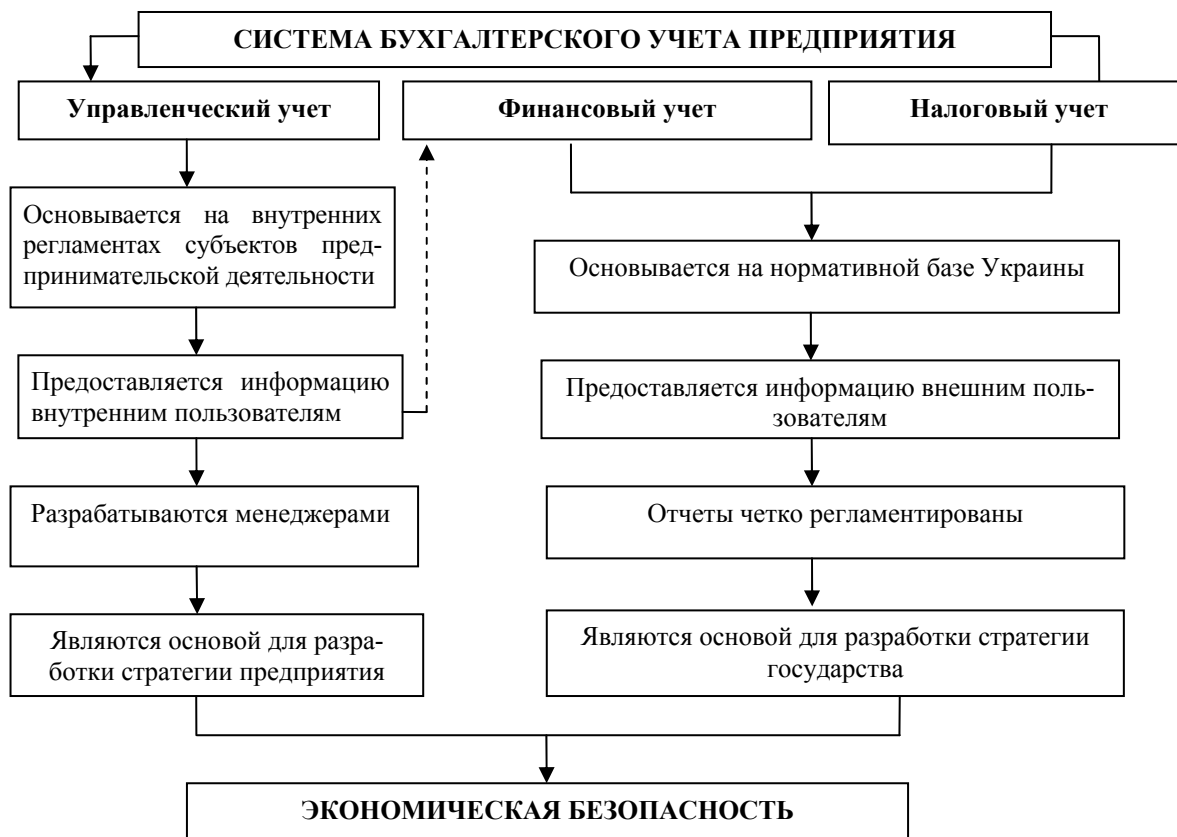 СИСТЕМА БУХГАЛТЕРСКОГО УЧЕТА ПРЕДПРИЯТИЯ
Управленческий учет
Финансовый учет
Налоговый учет
Основывается на внутренних
регламентах субъектов пред-
принимательской деятельности
Основывается на нормативной базе Украины
Предоставляется информацию
внутренним пользователям
Предоставляется информацию внешним поль-
зователям
Разрабатываются менеджерами
Отчеты четко регламентированы
Являются основой для разра-
ботки стратегии предприятия
Являются основой для разработки стратегии
государства
ЭКОНОМИЧЕСКАЯ БЕЗОПАСНОСТЬ